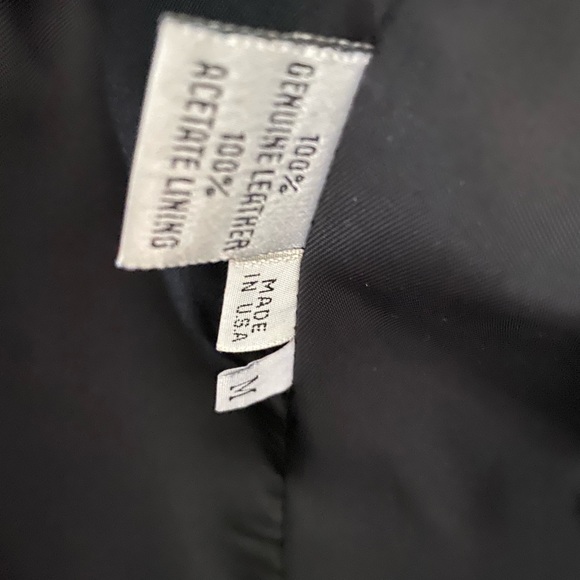 100%
GENUINE LEATHER
100%
ACETATE LINING
MADE
IN U.S.A
M